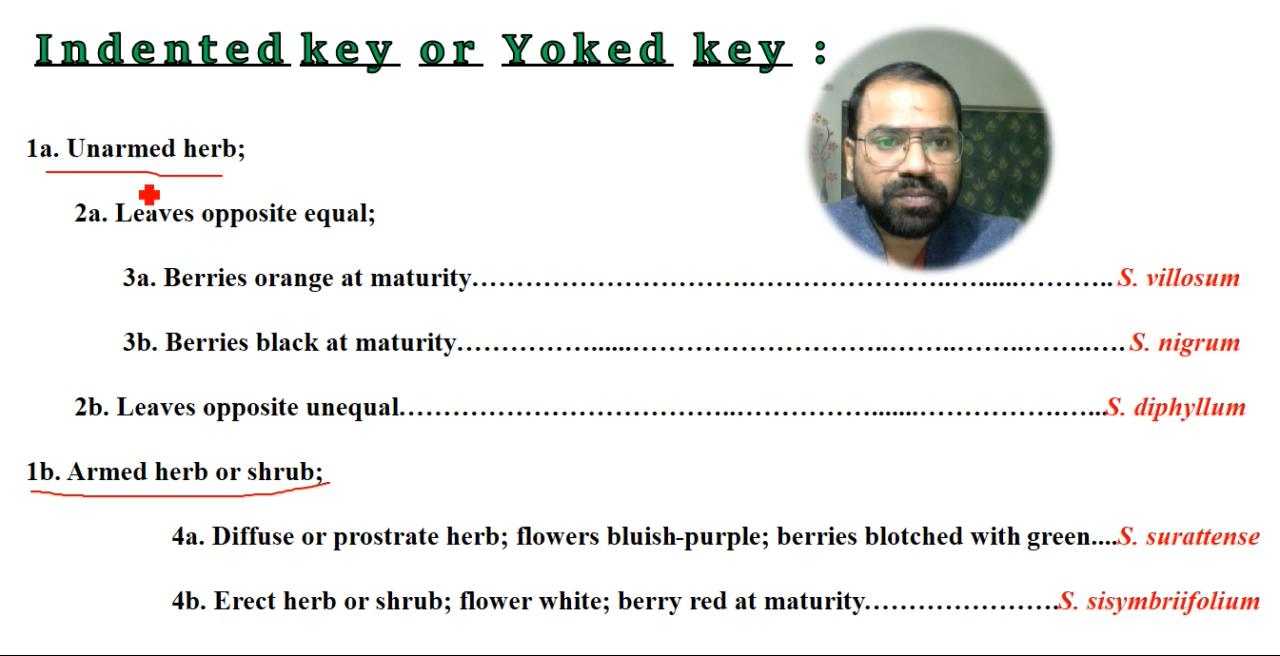 Indented key or Yoked key :
1a. Unarmed herb;
2a. Leaves opposite equal;
3a. Berries orange at maturity……………………….…………………..….......……….. S. villosum
3b. Berries black at maturity……………......………………………..……..……..……..…. S. nigrum
2b. Leaves opposite unequal………………………………..…………….......…………….…...S. diphyllum
1b. Armed herb or shrub;
4a. Diffuse or prostrate herb; flowers bluish-purple; berries blotched with green....S. surattense
4b. Erect herb or shrub; flower white; berry red at maturity………………….S. sisymbriifolium